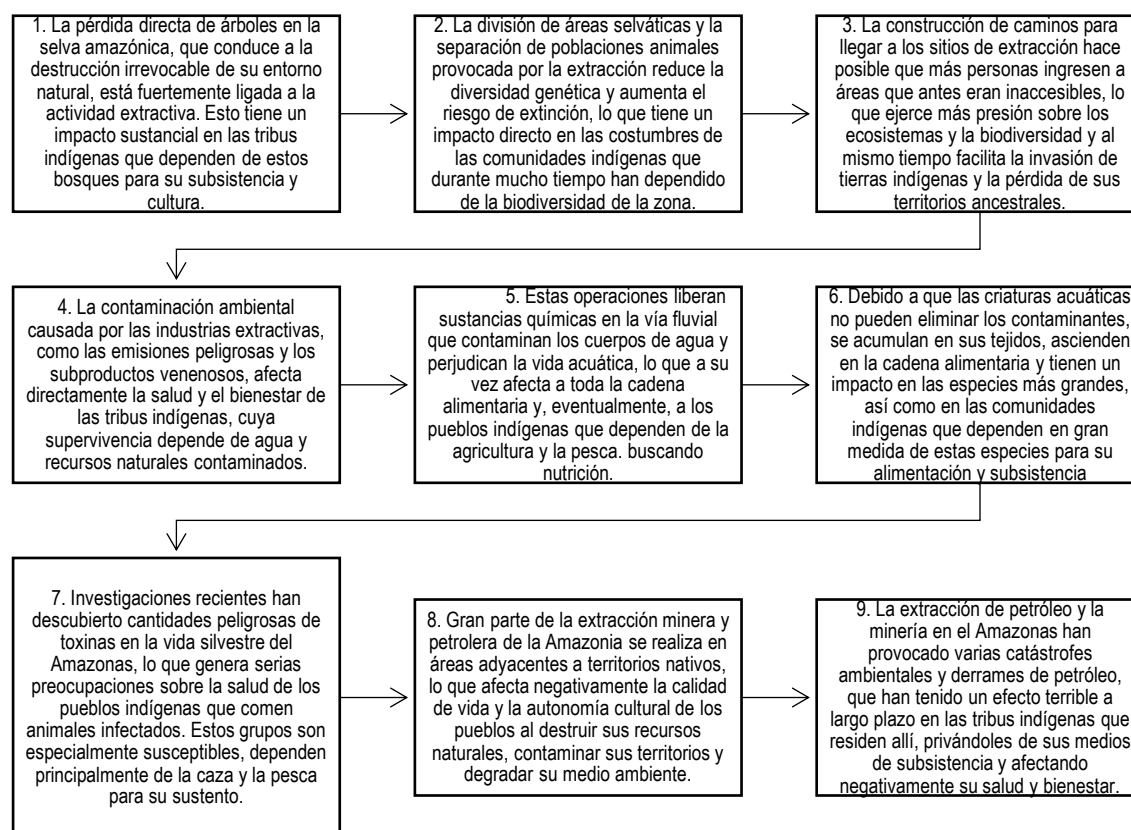 1. La pérdida directa de árboles en la
selva amazónica, que conduce a la
destrucción irrevocable de su entorno
natural, está fuertemente ligada a la
actividad extractiva. Esto tiene un
impacto sustancial en las tribus
indígenas que dependen de estos
bosques para su subsistencia y
cultura.
2. La división de áreas selváticas y la
separación de poblaciones animales
provocada por la extracción reduce la
diversidad genética y aumenta el
riesgo de extinción, lo que tiene un
impacto directo en las costumbres de
las comunidades indígenas que
durante mucho tiempo han dependido
de la biodiversidad de la zona.
3. La construcción de caminos para
llegar a los sitios de extracción hace
posible que más personas ingresen a
áreas que antes eran inaccesibles, lo
que ejerce más presión sobre los
ecosistemas y la biodiversidad y al
mismo tiempo facilita la invasión de
tierras indígenas y la pérdida de sus
territorios ancestrales.
4. La contaminación ambiental
causada por las industrias extractivas,
como las emisiones peligrosas y los
subproductos venenosos, afecta
directamente la salud y el bienestar de
las tribus indígenas, cuya
supervivencia depende de agua y
recursos naturales contaminados.
5. Estas operaciones liberan
sustancias químicas en la vía fluvial
que contaminan los cuerpos de agua y
perjudican la vida acuática, lo que a su
vez afecta a toda la cadena
alimentaria y, eventualmente, a los
pueblos indígenas que dependen de la
agricultura y la pesca. buscando
nutrición.
6. Debido a que las criaturas acuáticas
no pueden eliminar los contaminantes,
se acumulan en sus tejidos, ascienden
en la cadena alimentaria y tienen un
impacto en las especies más grandes,
así como en las comunidades
indígenas que dependen en gran
medida de estas especies para su
alimentación y subsistencia
7. Investigaciones recientes han
descubierto cantidades peligrosas de
toxinas en la vida silvestre del
Amazonas, lo que genera serias
preocupaciones sobre la salud de los
pueblos indígenas que comen
animales infectados. Estos grupos son
especialmente susceptibles, dependen
principalmente de la caza y la pesca
para su sustento.
8. Gran parte de la extracción minera y
petrolera de la Amazonia se realiza en
áreas adyacentes a territorios nativos,
lo que afecta negativamente la calidad
de vida y la autonomía cultural de los
pueblos al destruir sus recursos
naturales, contaminar sus territorios y
degradar su medio ambiente.
9. La extracción de petróleo y la
minería en el Amazonas han
provocado varias catástrofes
ambientales y derrames de petróleo,
que han tenido un efecto terrible a
largo plazo en las tribus indígenas que
residen allí, privándoles de sus medios
de subsistencia y afectando
negativamente su salud y bienestar.